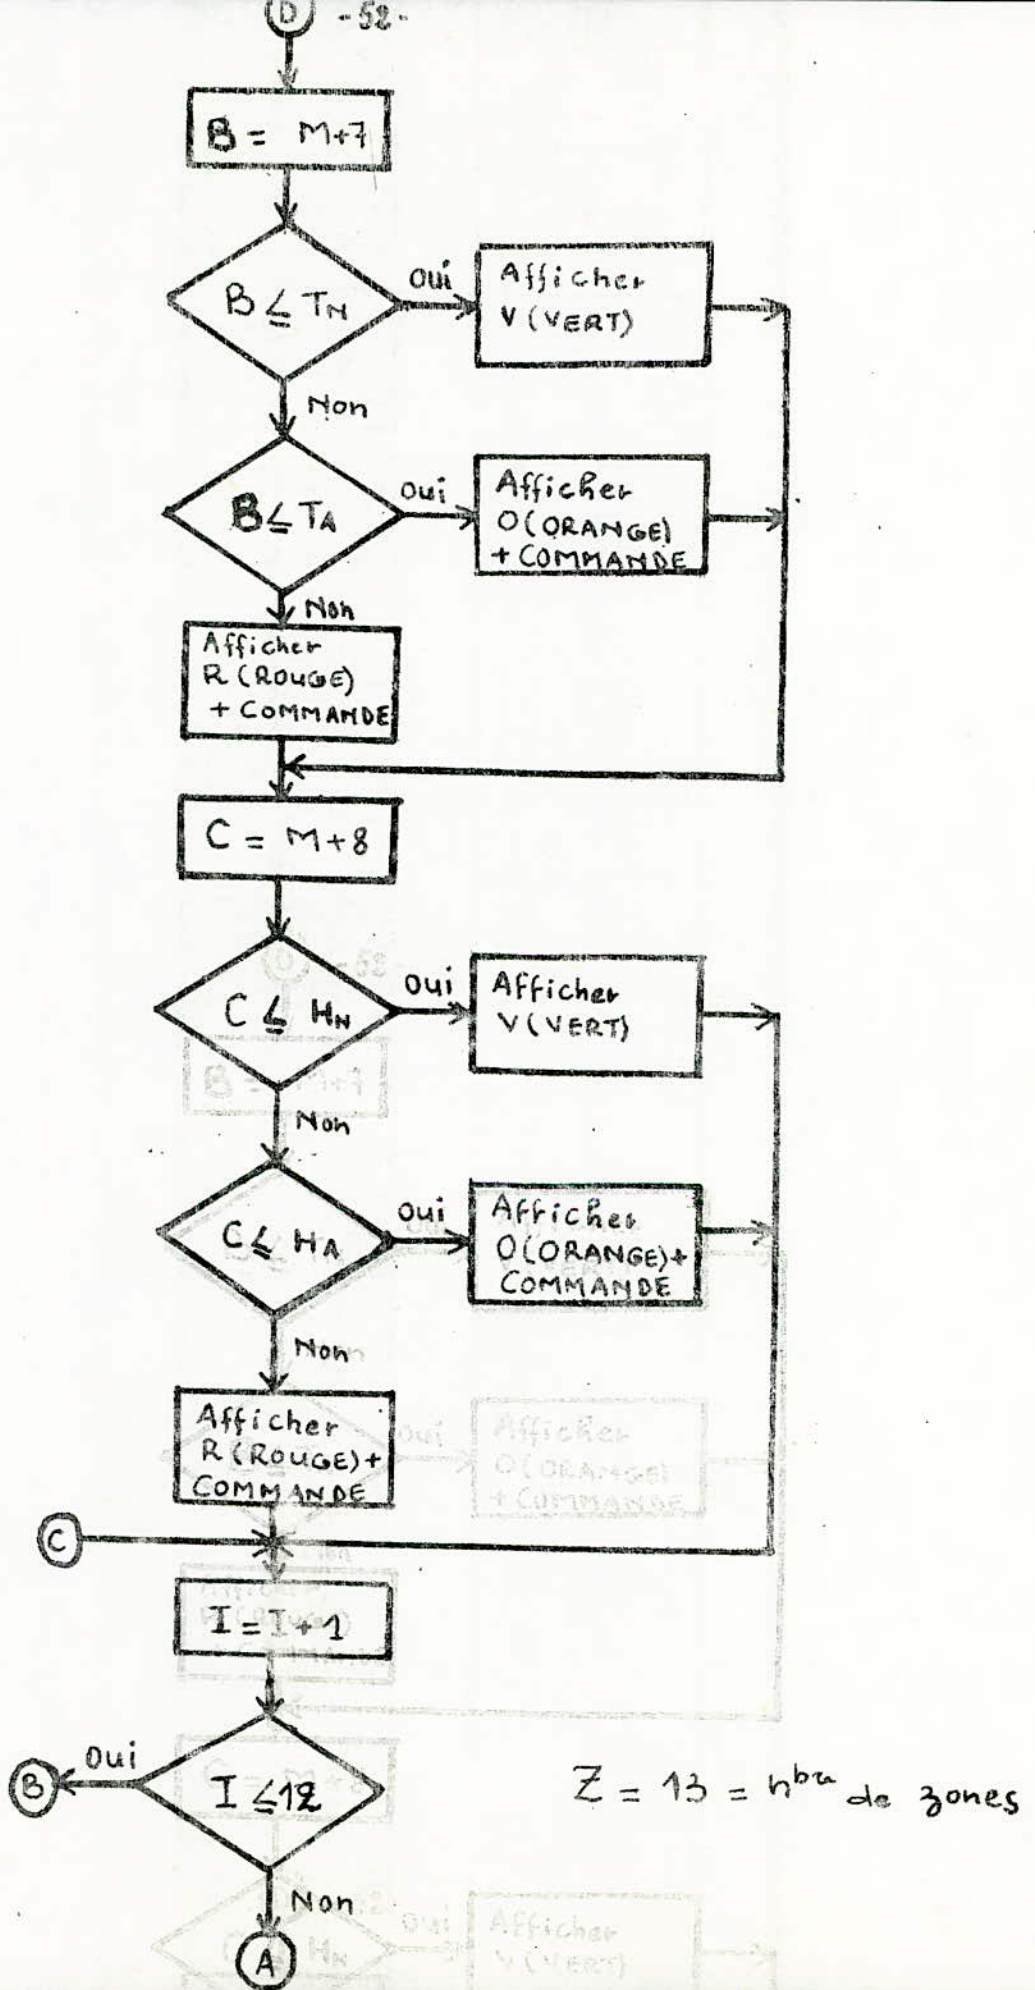 D - 52 -
B = M+7
B ≤ TN
Oui
Afficher
V (VERT)
Non
B ≤ TA
Oui
Afficher
O(ORANGE)
+ COMMANDE
Non
Afficher
R (ROUGE)
+ COMMANDE
C = M+8
C ≤ HN
Oui
Afficher
V (VERT)
Non
C ≤ HA
Oui
Afficher
O(ORANGE)+
COMMANDE
Non
Afficher
R (ROUGE)+
COMMANDE
C
I = I + 1
Oui
B
I ≤ 12
Z = 13 = nbre de zones
Non
A